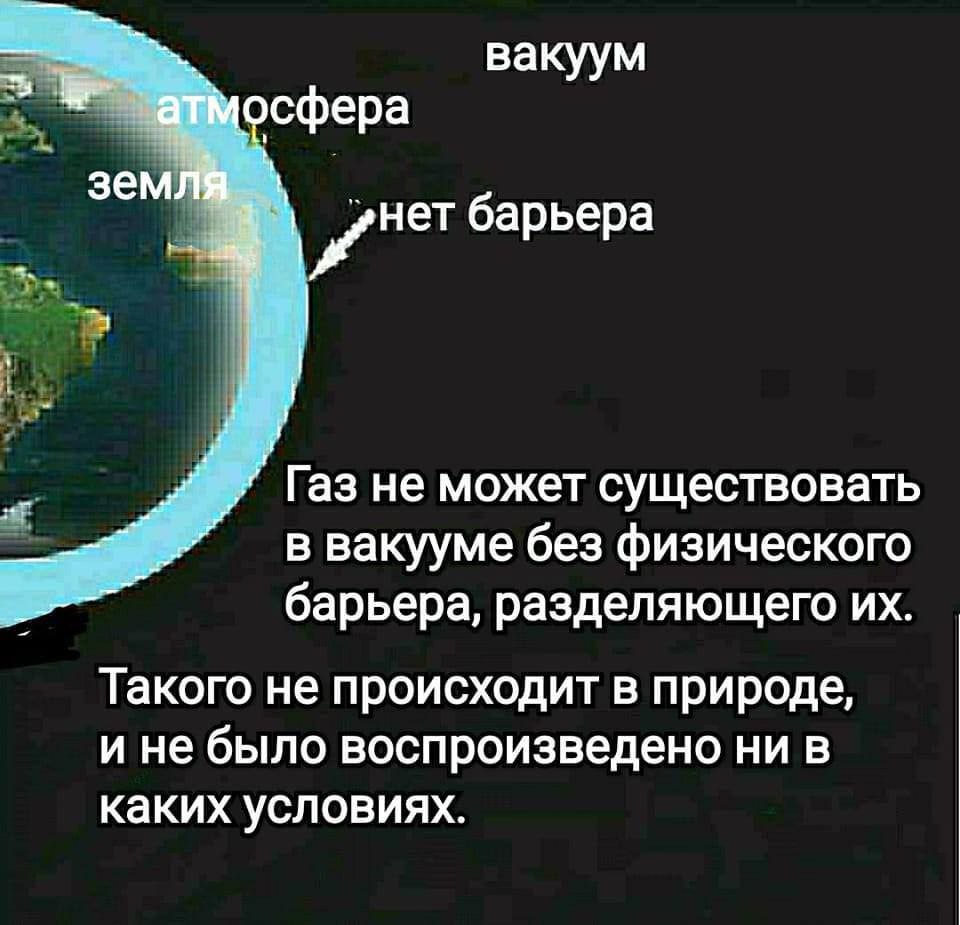 вакуум
атмосфера
земля
нет барьера
Газ не может существовать
в вакууме без физического
барьера, разделяющего их.
Такого не происходит в природе,
и не было воспроизведено ни в
каких условиях.